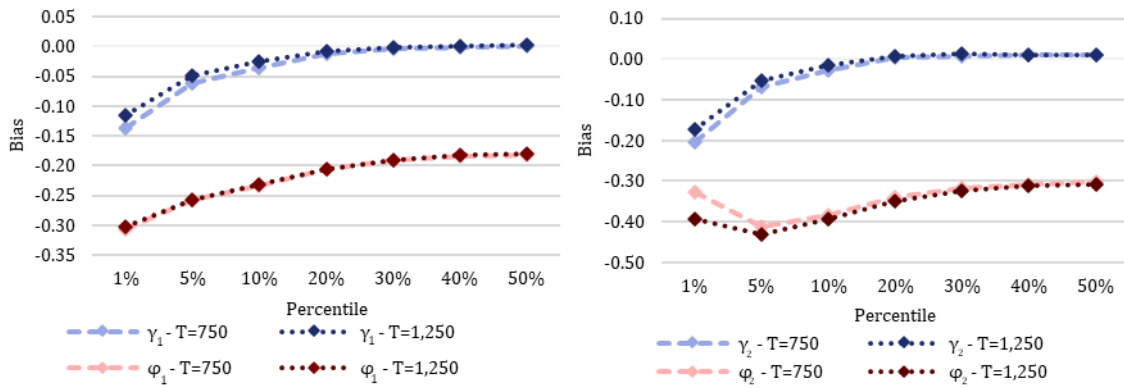 0.05
0.00
-0.05
-0.10
-0.15
-0.20
-0.25
-0.30
-0.35
Bias
1% 5% 10% 20% 30% 40% 50%
Percentile
γ1 - T=750 γ1 - T=1,250
φ1 - T=750 φ1 - T=1,250
0.10
0.00
-0.10
-0.20
-0.30
-0.40
-0.50
Bias
1% 5% 10% 20% 30% 40% 50%
Percentile
γ2 - T=750 γ2 - T=1,250
φ2 - T=750 φ2 - T=1,250